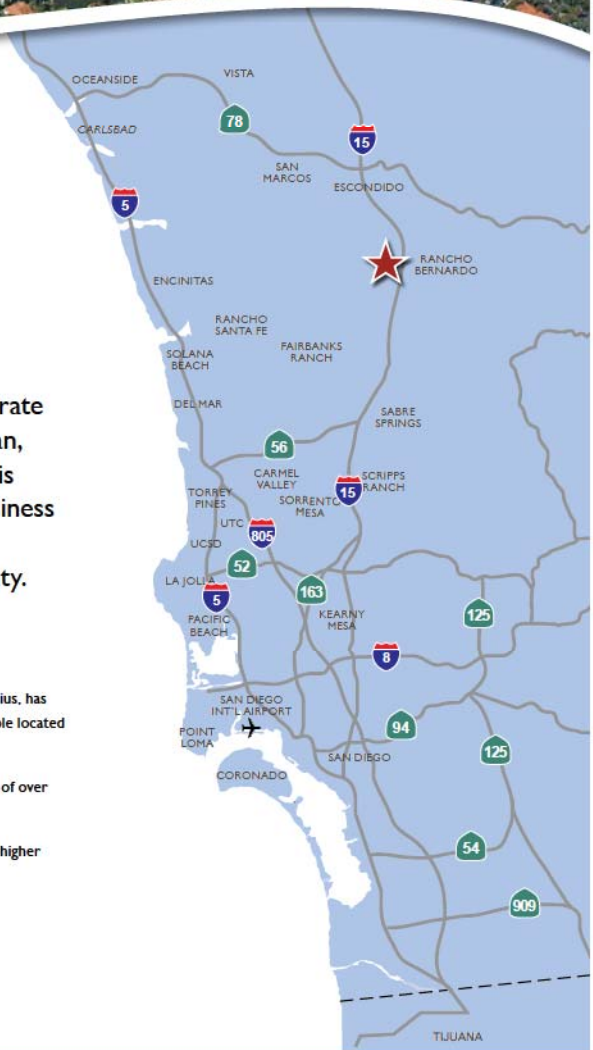 OCEANSIDE
VISTA
CARLSBAD
78
15
SAN
MARCOS
ESCONDIDO
5
RANCHO
BERNARDO
ENCINITAS
RANCHO
SANTA FE
FAIRBANKS
RANCH
SOLANA
BEACH
DEL MAR
SABRE
SPRINGS
56
CARMEL
VALLEY
15
SCRIPPS
RANCH
TORREY
PINES
SORRENTO
MESA
UTC
805
UCSD
52
LA JOLLA
5
163
125
PACIFIC
BEACH
KEARNY
MESA
8
SAN DIEGO
INT'L AIRPORT
94
POINT
LOMA
125
SAN DIEGO
CORONADO
54
909
TIJUANA
rate
an,
is
iness
ty.
ius, has
ple located
of over
higher